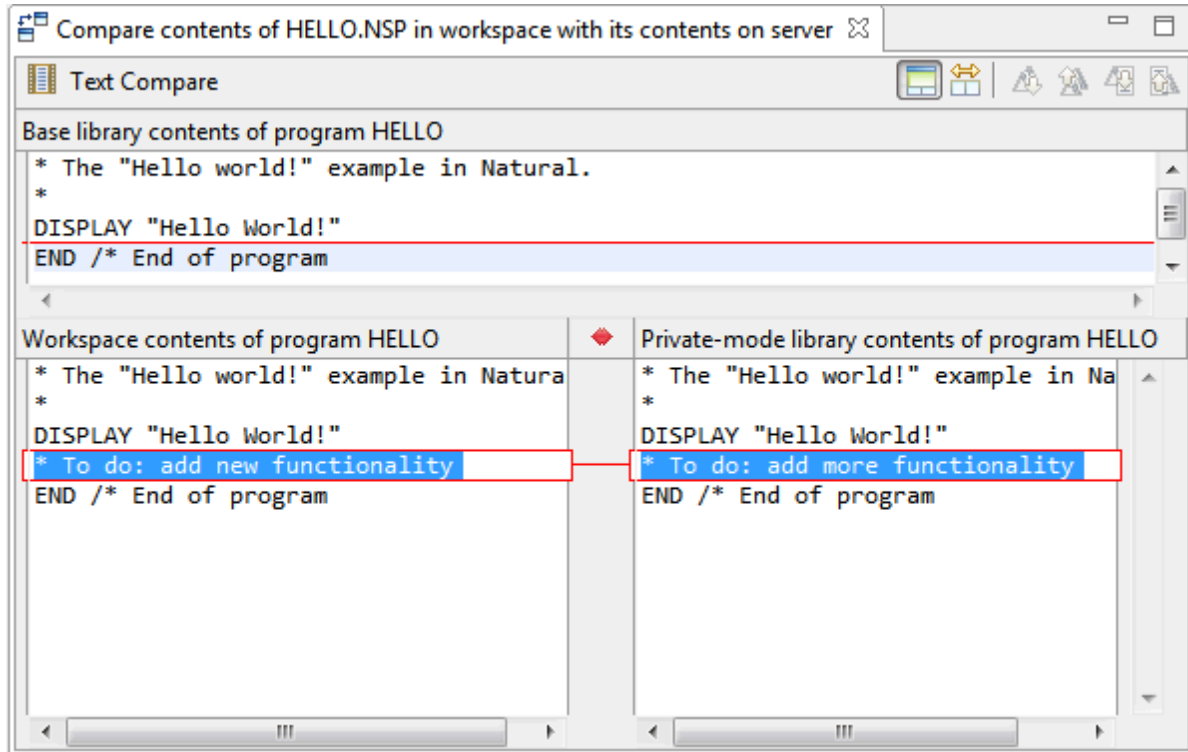 Compare contents of HELLO.NSP in workspace with its contents on server
Text Compare
Base library contents of program HELLO
* The "Hello world!" example in Natural.
*
DISPLAY "Hello World!"
END /* End of program
Workspace contents of program HELLO
* The "Hello world!" example in Natura
*
DISPLAY "Hello World!"
* To do: add new functionality
END /* End of program
Private-mode library contents of program HELLO
* The "Hello world!" example in Na
*
DISPLAY "Hello World!"
* To do: add more functionality
END /* End of program